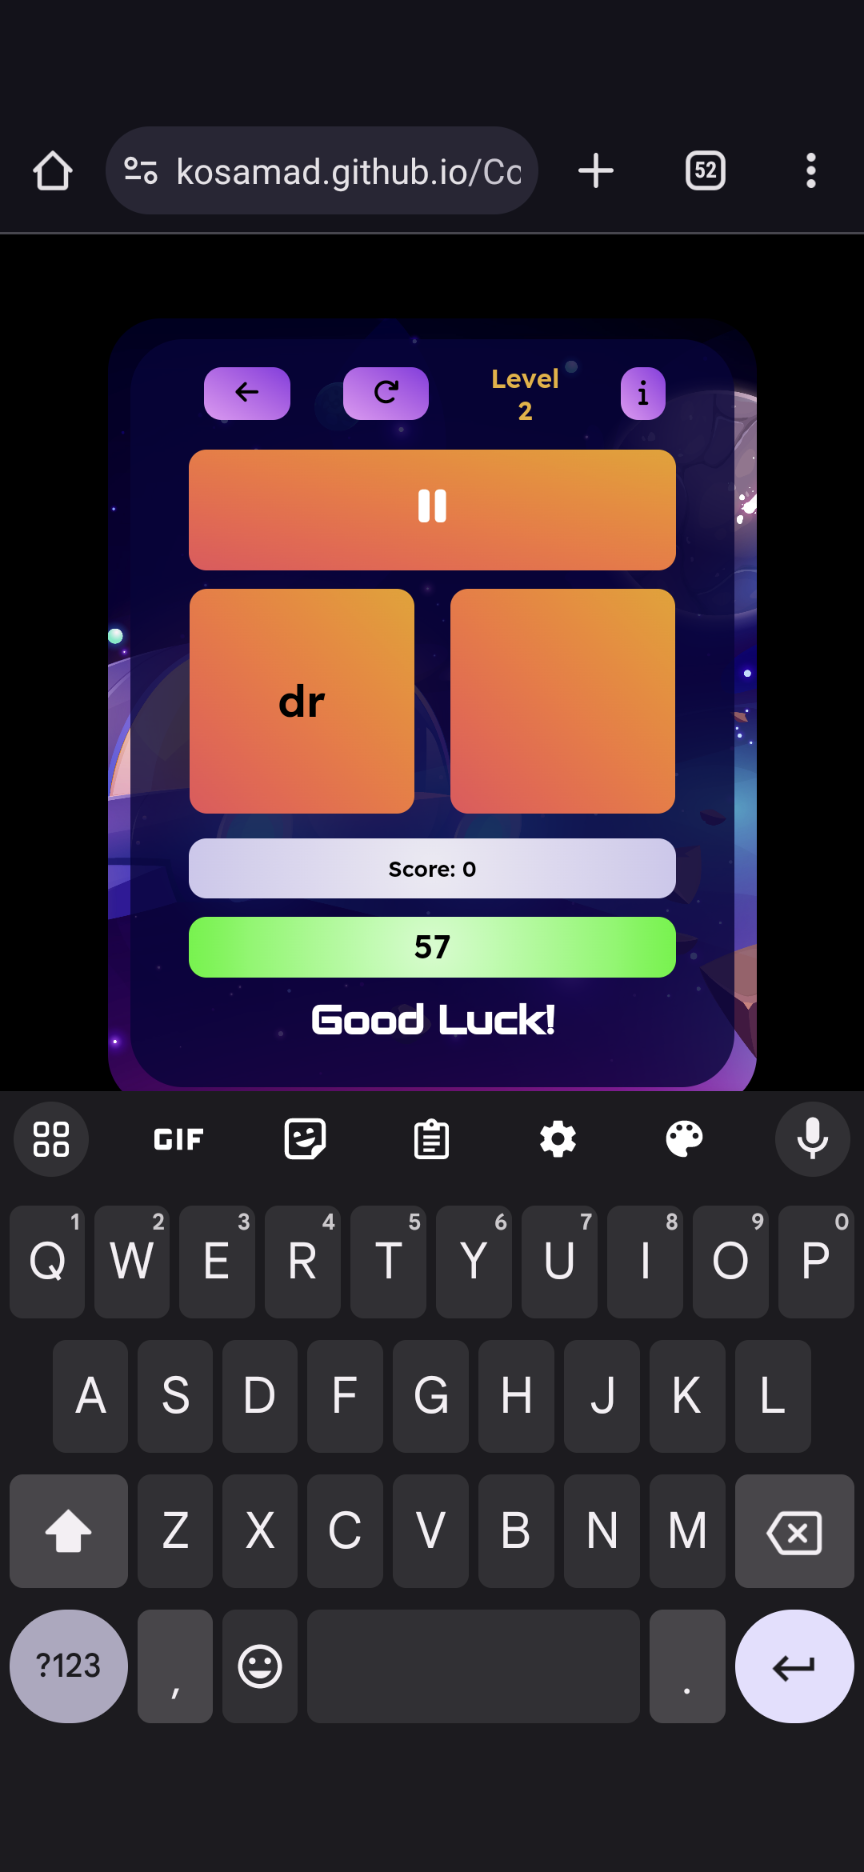 kosamad.github.io/Co
52
Level
2
i
dr
Score: 0
57
Good Luck!
GIF
1 2 3 4 5 6 7 8 9 0
Q W E R T Y U I O P
A S D F G H J K L
Z X C V B N M
?123 , .